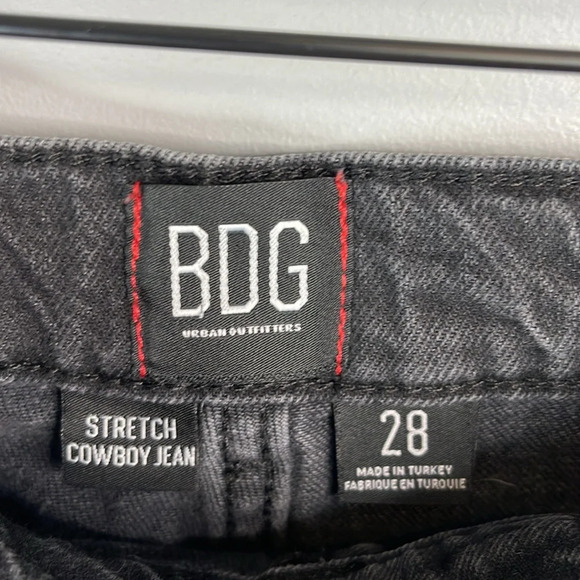 BDG
URBAN OUTFITTERS
STRETCH
COWBOY JEAN
28
MADE IN TURKEY
FABRIQUE EN TURQUIE